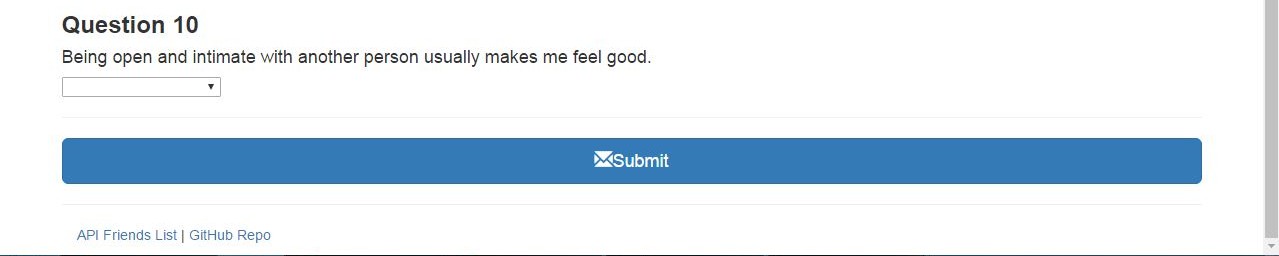 Question 10
Being open and intimate with another person usually makes me feel good.
Submit
API Friends List | GitHub Repo